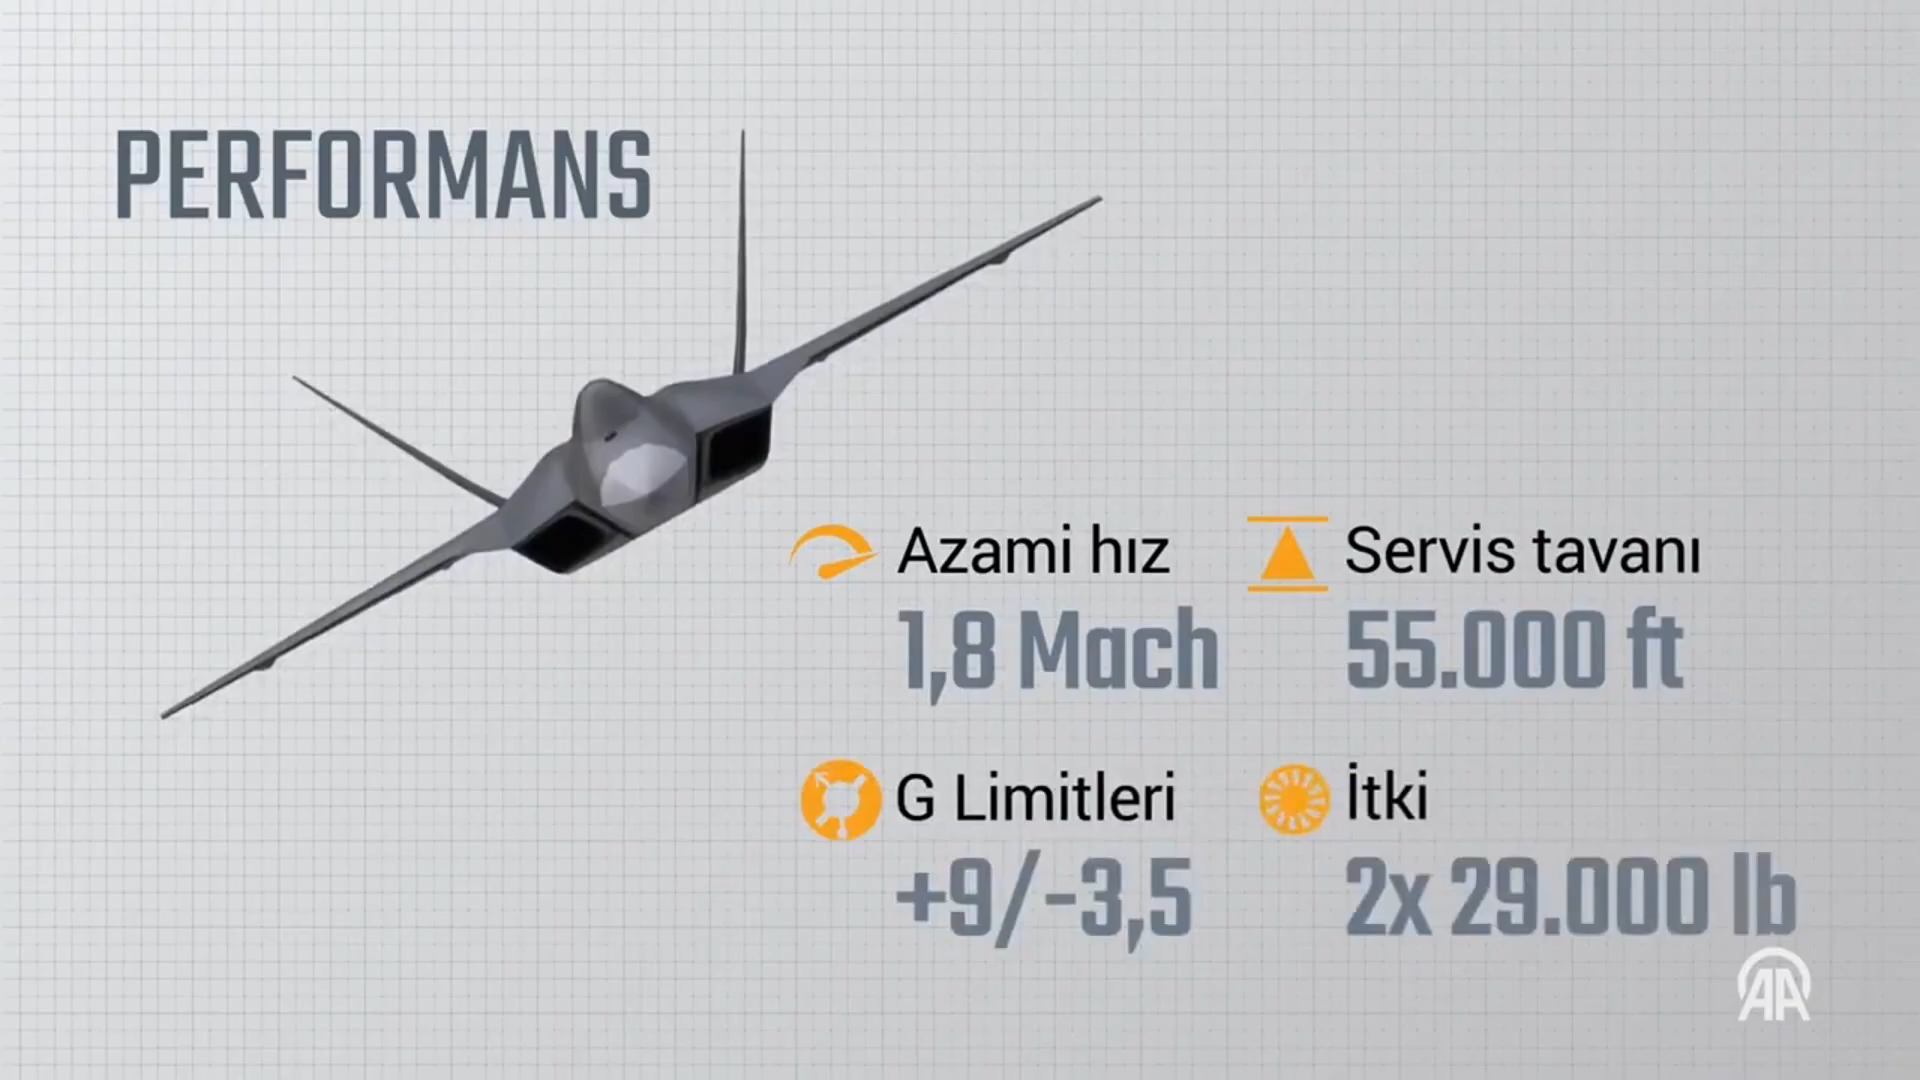 PERFORMANS
Azami hız
1,8 Mach
Servis tavanı
55.000 ft
G Limitleri
+9/-3,5
İtki
2x 29.000 lb
AA